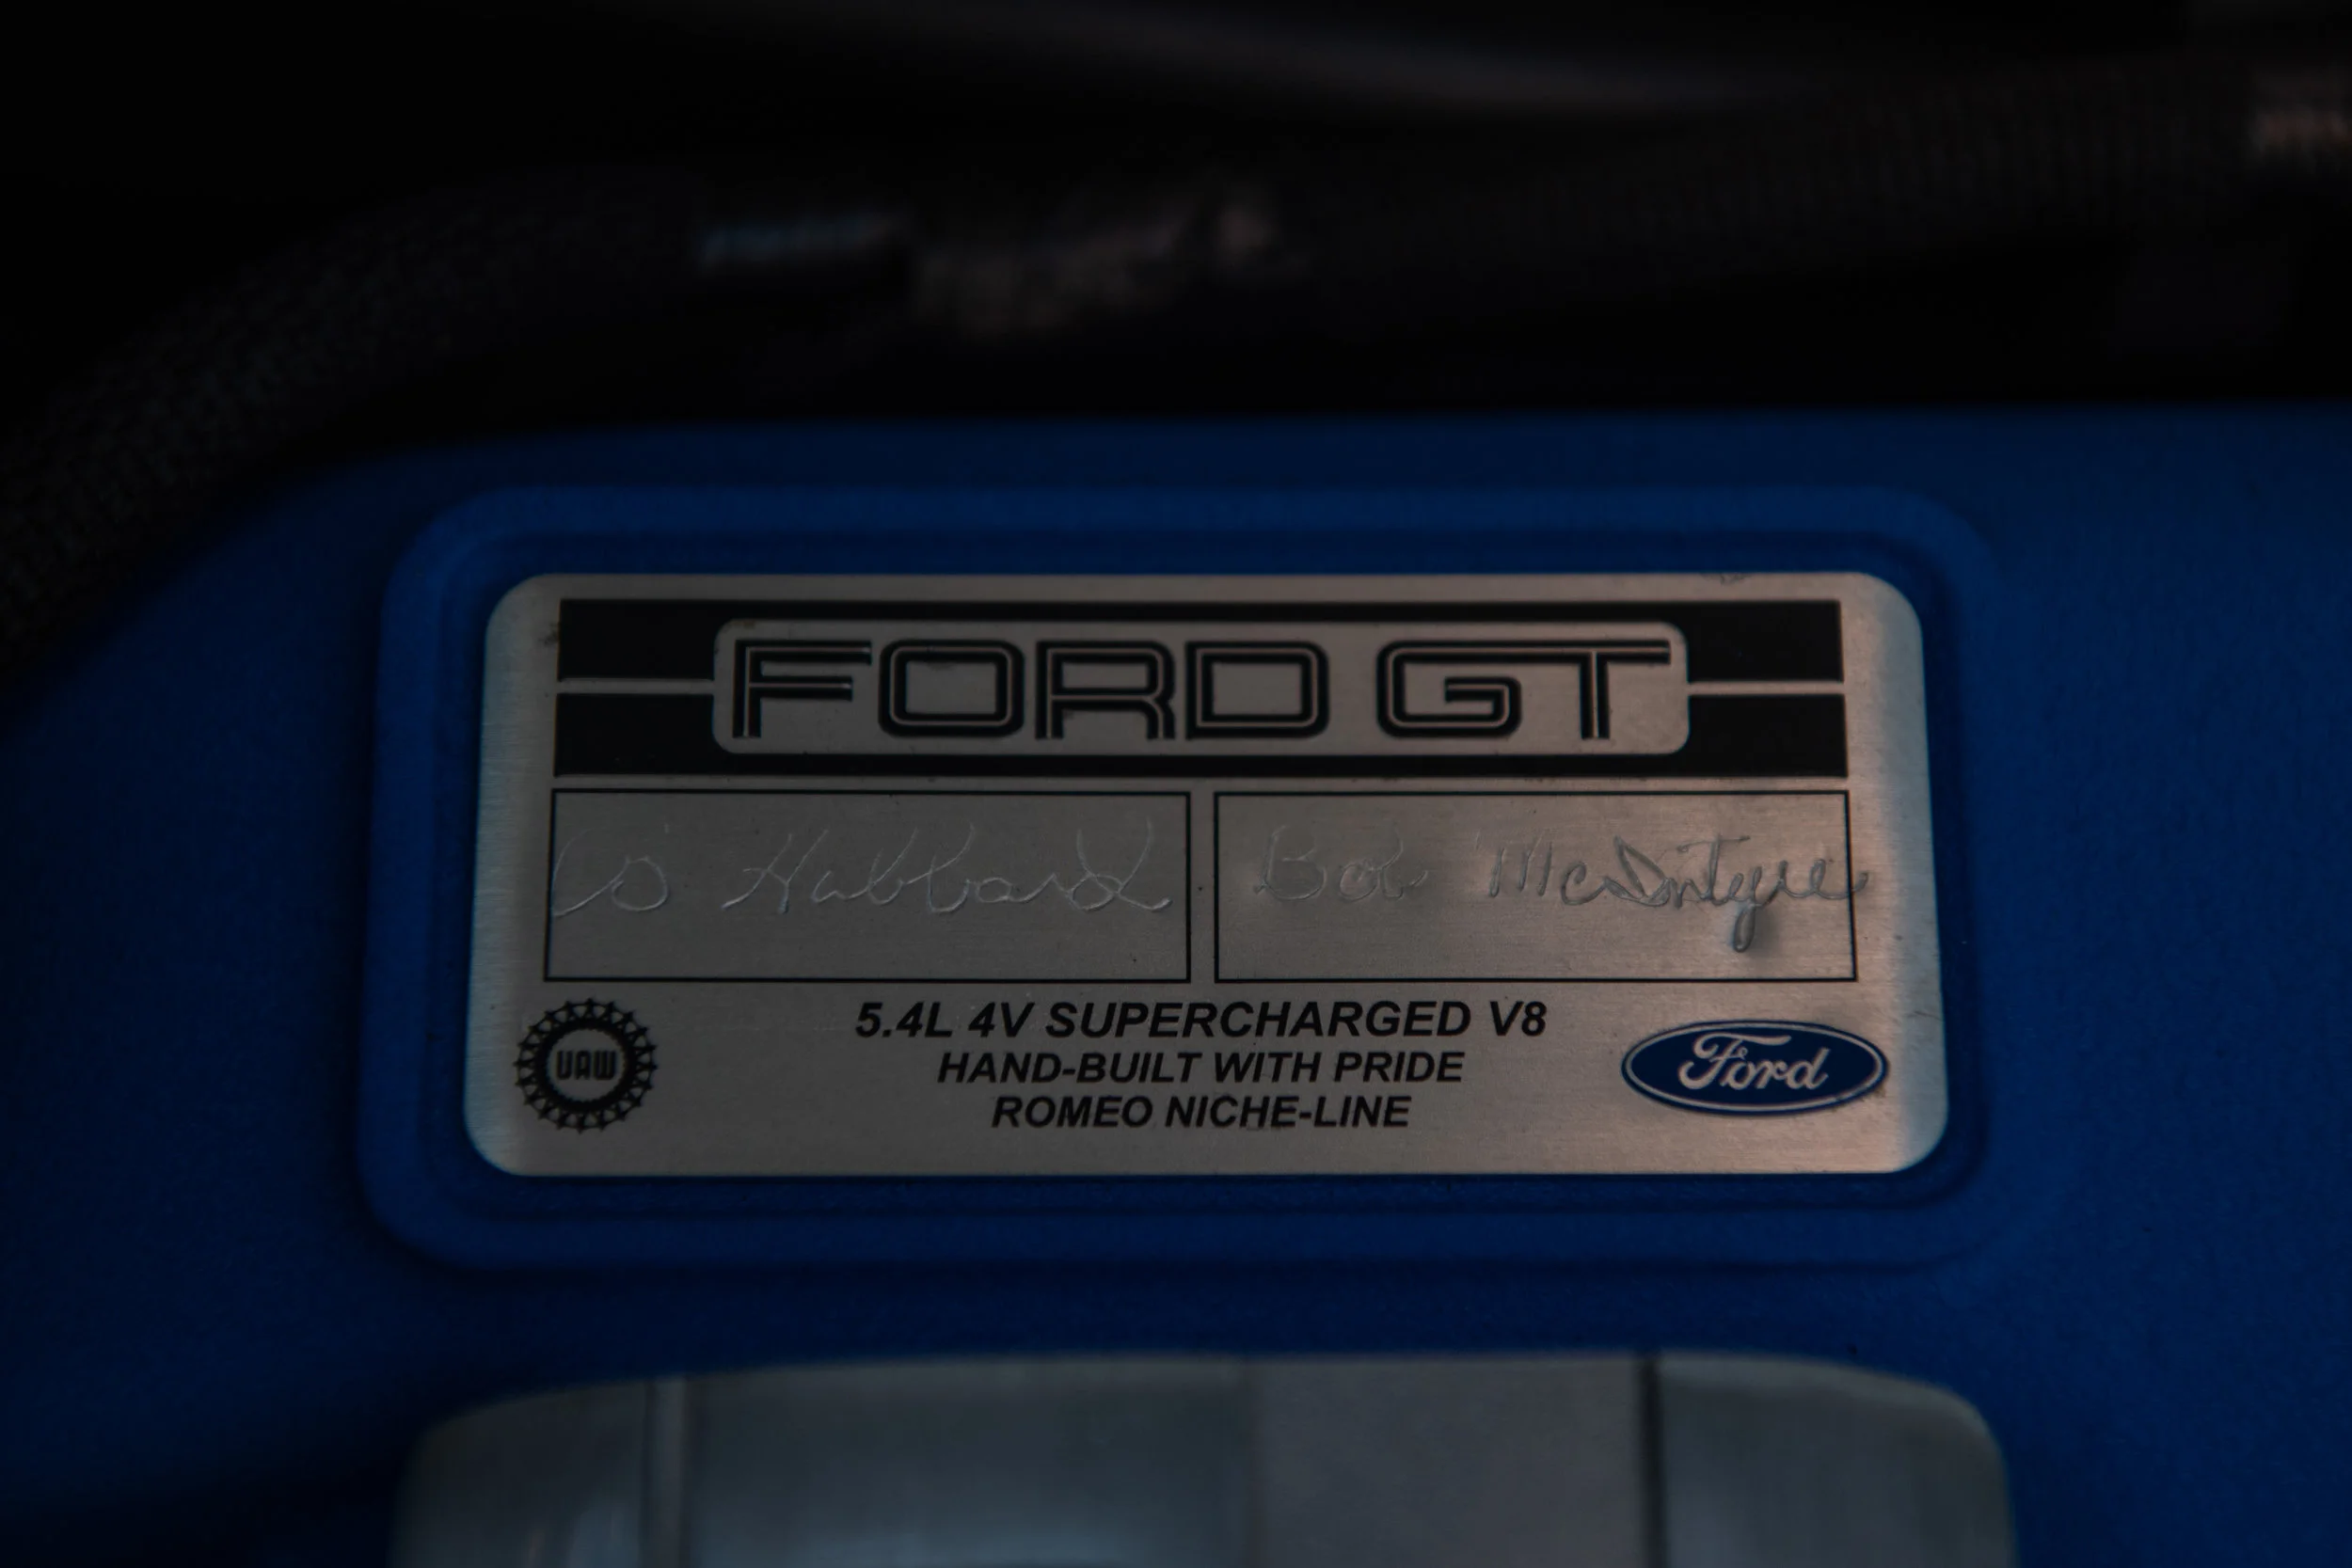 FORD GT
Hubbard
Bob McIntyre
5.4L 4V SUPERCHARGED V8
HAND-BUILT WITH PRIDE
ROMEO NICHE-LINE
UAW
Ford